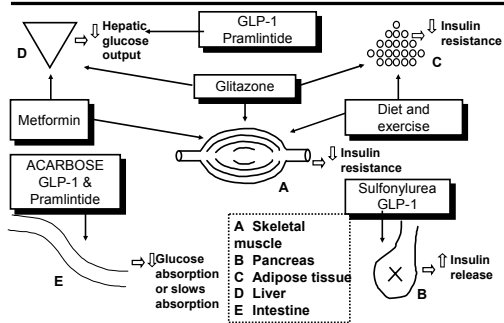 Hepatic
glucose
output
D
GLP-1
Pramlintide
Insulin
resistance
C
Glitazone
Metformin
Diet and
exercise
Insulin
resistance
A
ACARBOSE
GLP-1 &
Pramlintide
Sulfonylurea
GLP-1
Glucose
absorption
or slows
absorption
E
A Skeletal
muscle
B Pancreas
C Adipose tissue
D Liver
E Intestine
Insulin
release
B